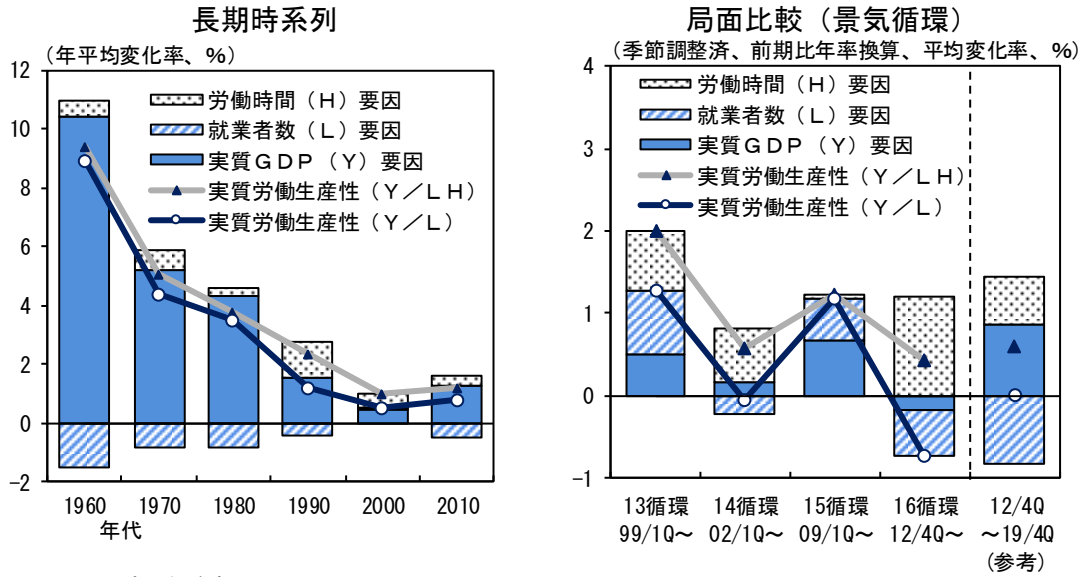 長期時系列
（年平均変化率、%）
12
10
8
6
4
2
0
-2
労働時間（H）要因
就業者数（L）要因
実質GDP（Y）要因
実質労働生産性（Y／LH）
実質労働生産性（Y／L）
1960 1970 1980 1990 2000 2010
年代
局面比較（景気循環）
（季節調整済、前期比年率換算、平均変化率、%）
4
3
2
1
0
-1
労働時間（H）要因
就業者数（L）要因
実質GDP（Y）要因
実質労働生産性（Y／LH）
実質労働生産性（Y／L）
13循環 14循環 15循環 16循環 12/4Q
99/1Q～ 02/1Q～ 09/1Q～ 12/4Q～ ～19/4Q
（参考）